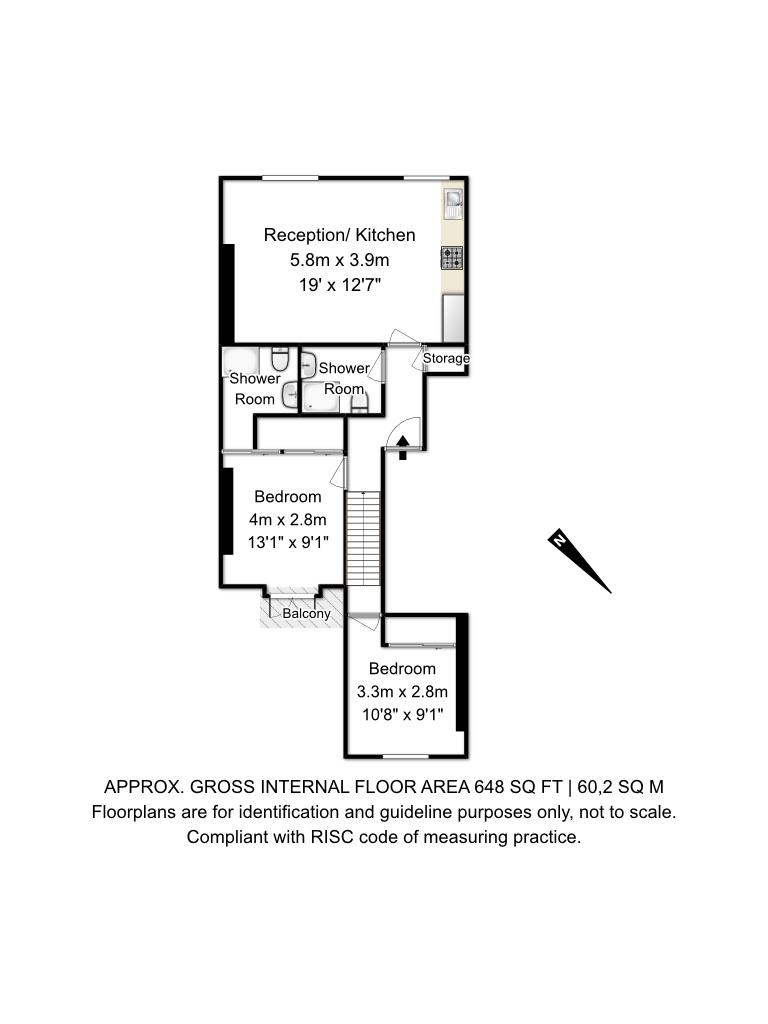 Reception/ Kitchen
5.8m x 3.9m
19' x 12'7"
Storage
Shower
Room
Shower
Room
Bedroom
4m x 2.8m
13'1" x 9'1"
N
Balcony
Bedroom
3.3m x 2.8m
10'8" x 9'1"
APPROX. GROSS INTERNAL FLOOR AREA 648 SQ FT | 60,2 SQ M
Floorplans are for identification and guideline purposes only, not to scale.
Compliant with RISC code of measuring practice.